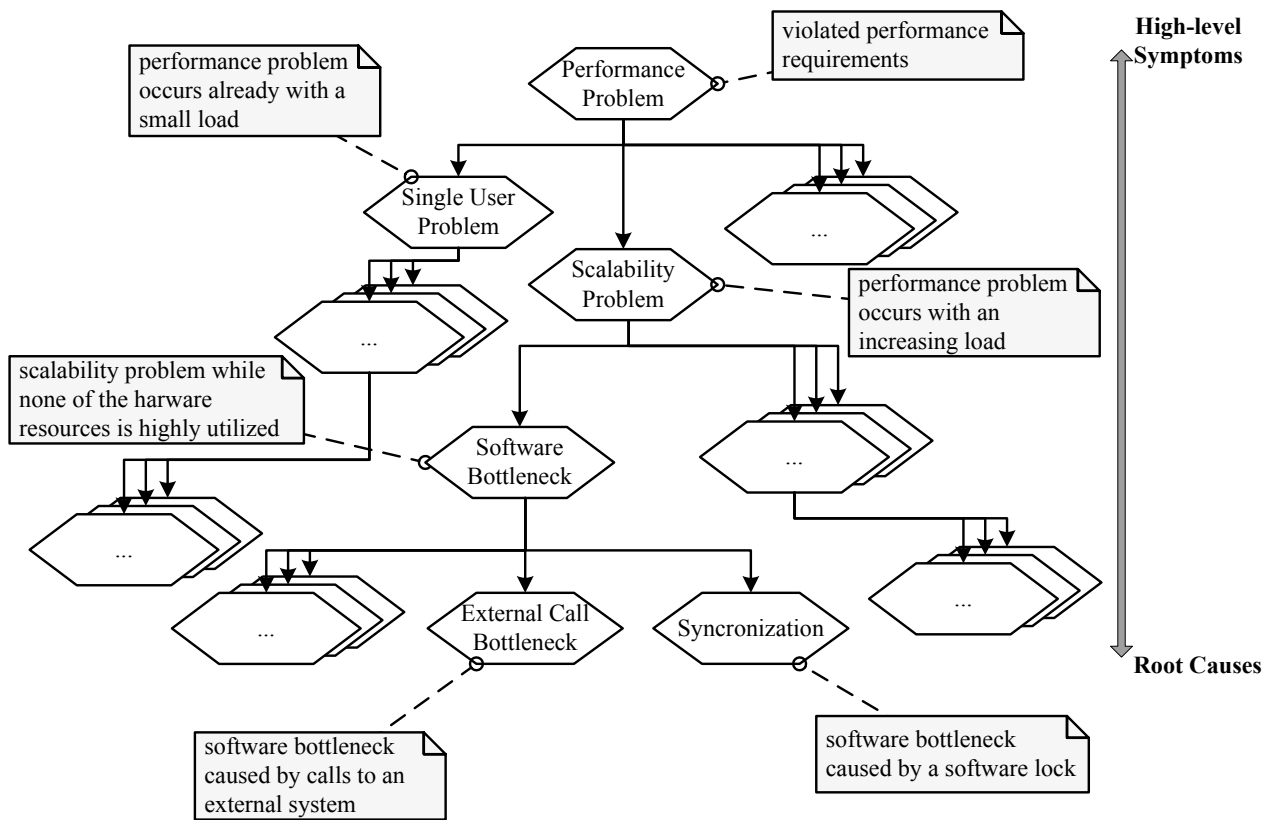 High-level
Symptoms
violated performance
requirements
performance problem
occurs already with a
small load
Performance
Problem
Single User
Problem
...
Scalability
Problem
performance problem
occurs with an
increasing load
...
scalability problem while
none of the harware
resources is highly utilized
Software
Bottleneck
...
...
...
...
External Call
Bottleneck
Syncronization
Root Causes
software bottleneck
caused by calls to an
external system
software bottleneck
caused by a software lock